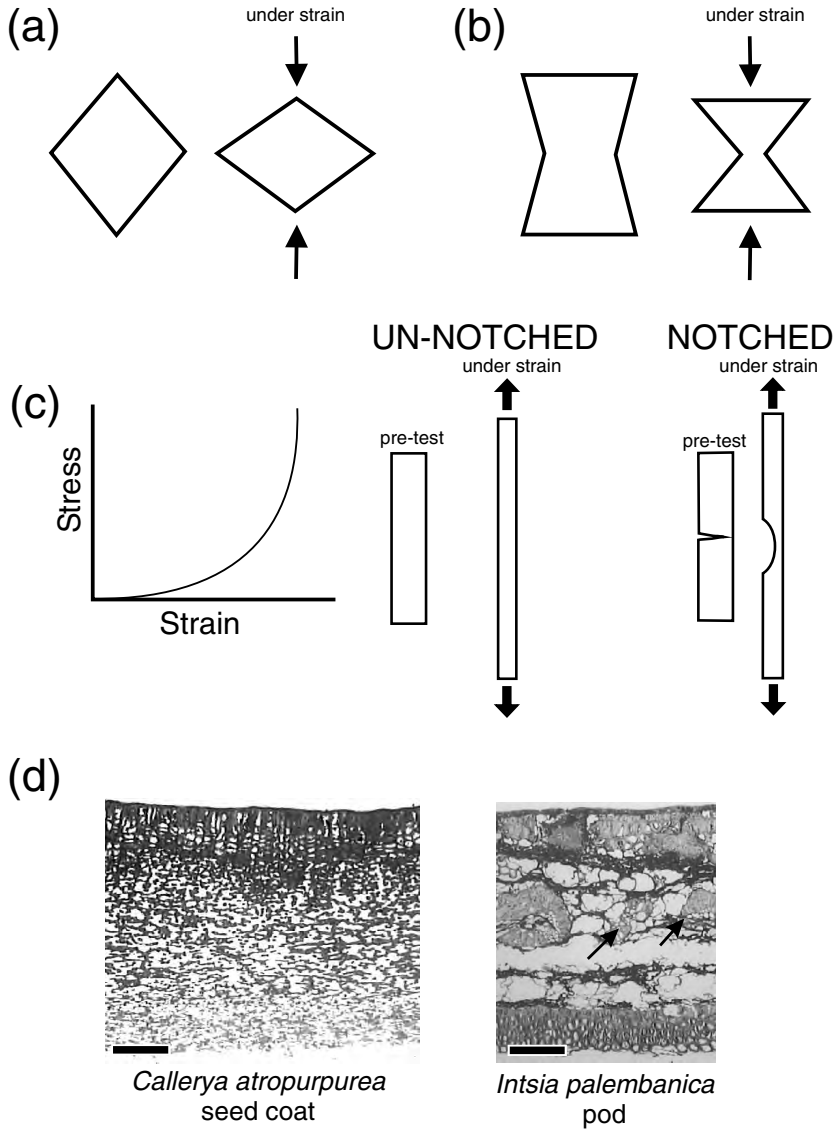 (a)
under strain
(b)
under strain
UN-NOTCHED
under strain
NOTCHED
under strain
(c)
Stress
Strain
pre-test
pre-test
(d)
Callerya atropurpurea
seed coat
Intsia palembanica
pod